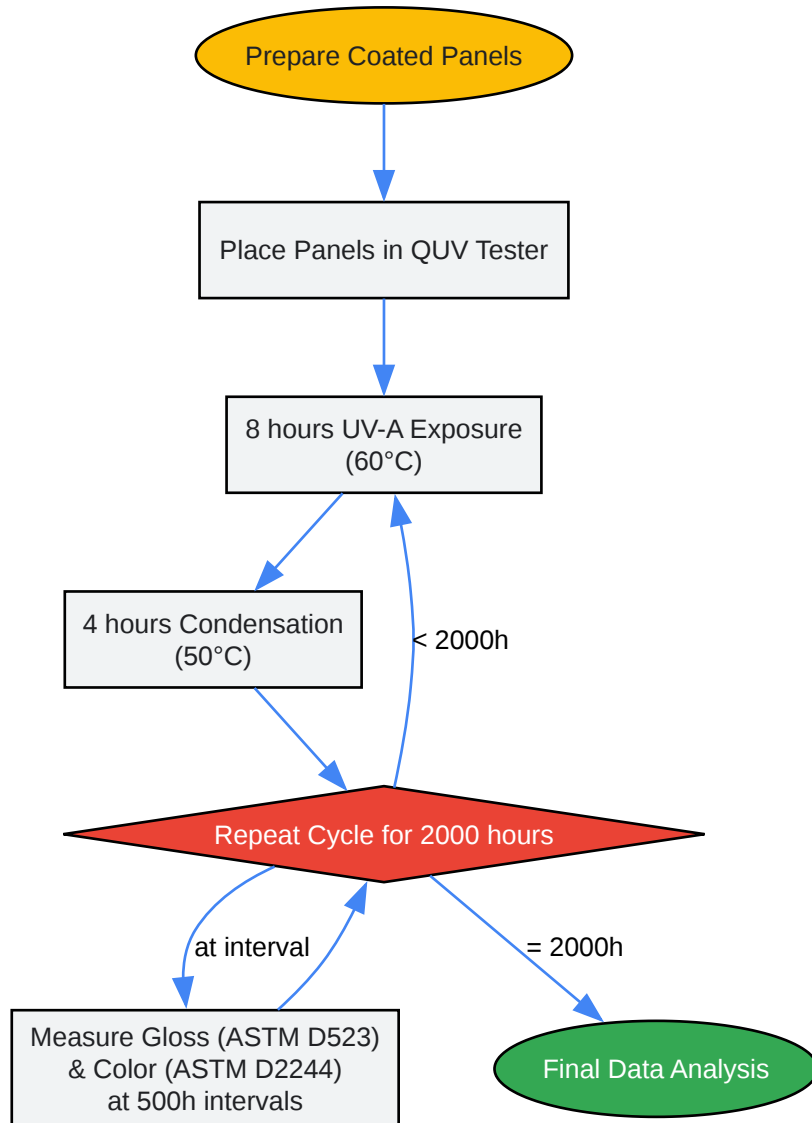 Prepare Coated Panels
Place Panels in QUV Tester
8 hours UV-A Exposure
(60°C)
4 hours Condensation
(50°C)
< 2000h
Repeat Cycle for 2000 hours
at interval
= 2000h
Measure Gloss (ASTM D523)
& Color (ASTM D2244)
at 500h intervals
Final Data Analysis